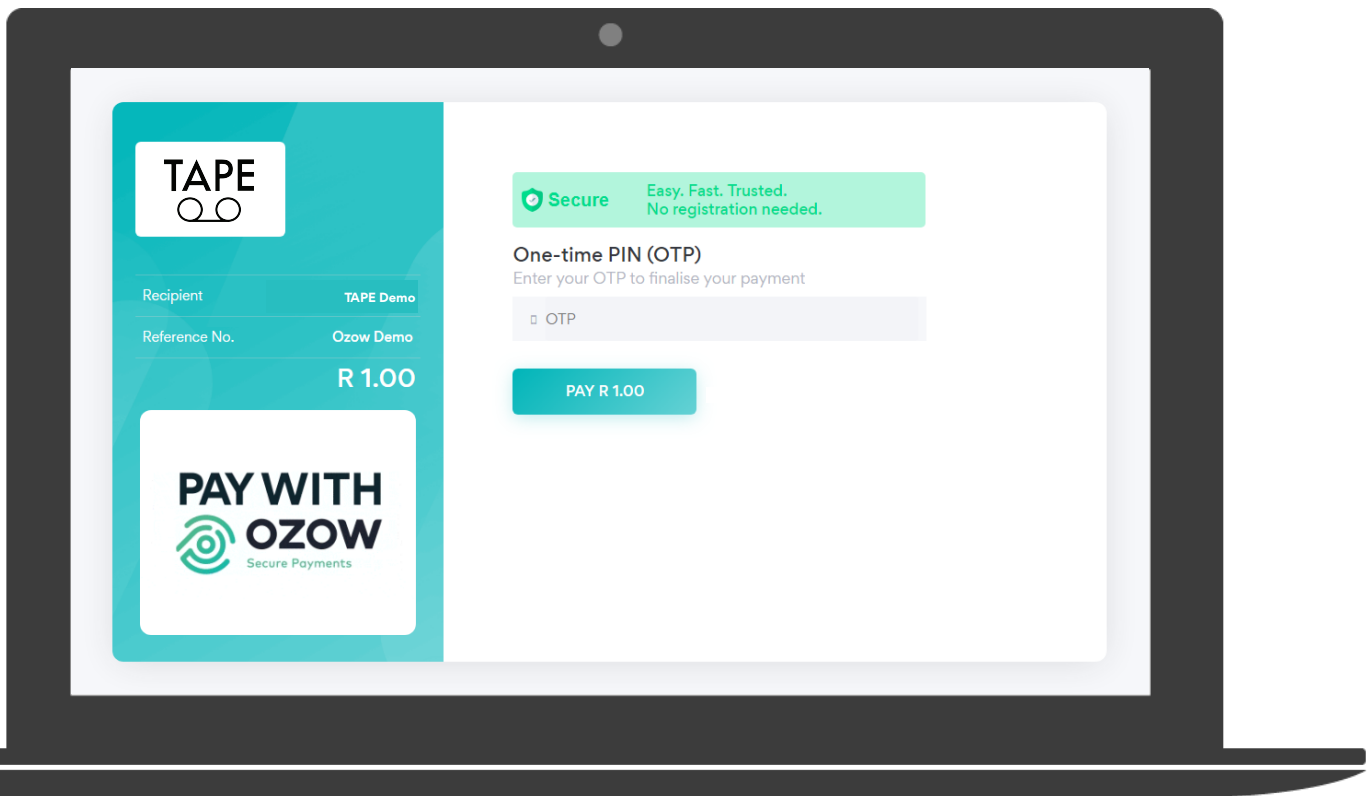 TAPE
Recipient TAPE Demo
Reference No. Ozow Demo
R 1.00
PAY WITH
OZOW
Secure Payments
Secure
Easy. Fast. Trusted.
No registration needed.
One-time PIN (OTP)
Enter your OTP to finalise your payment
OTP
PAY R 1.00